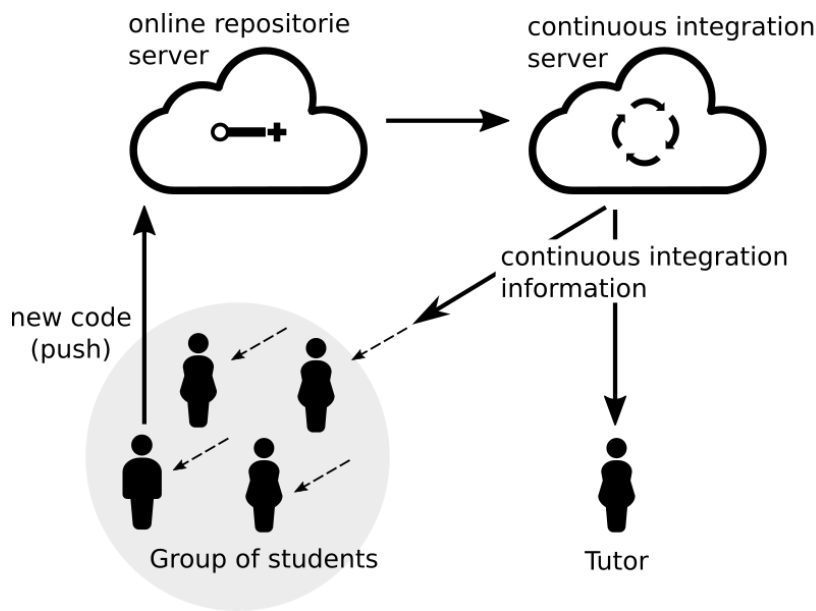 online repositorie
server
continuous integration
server
continuous integration
information
new code
(push)
Group of students
Tutor